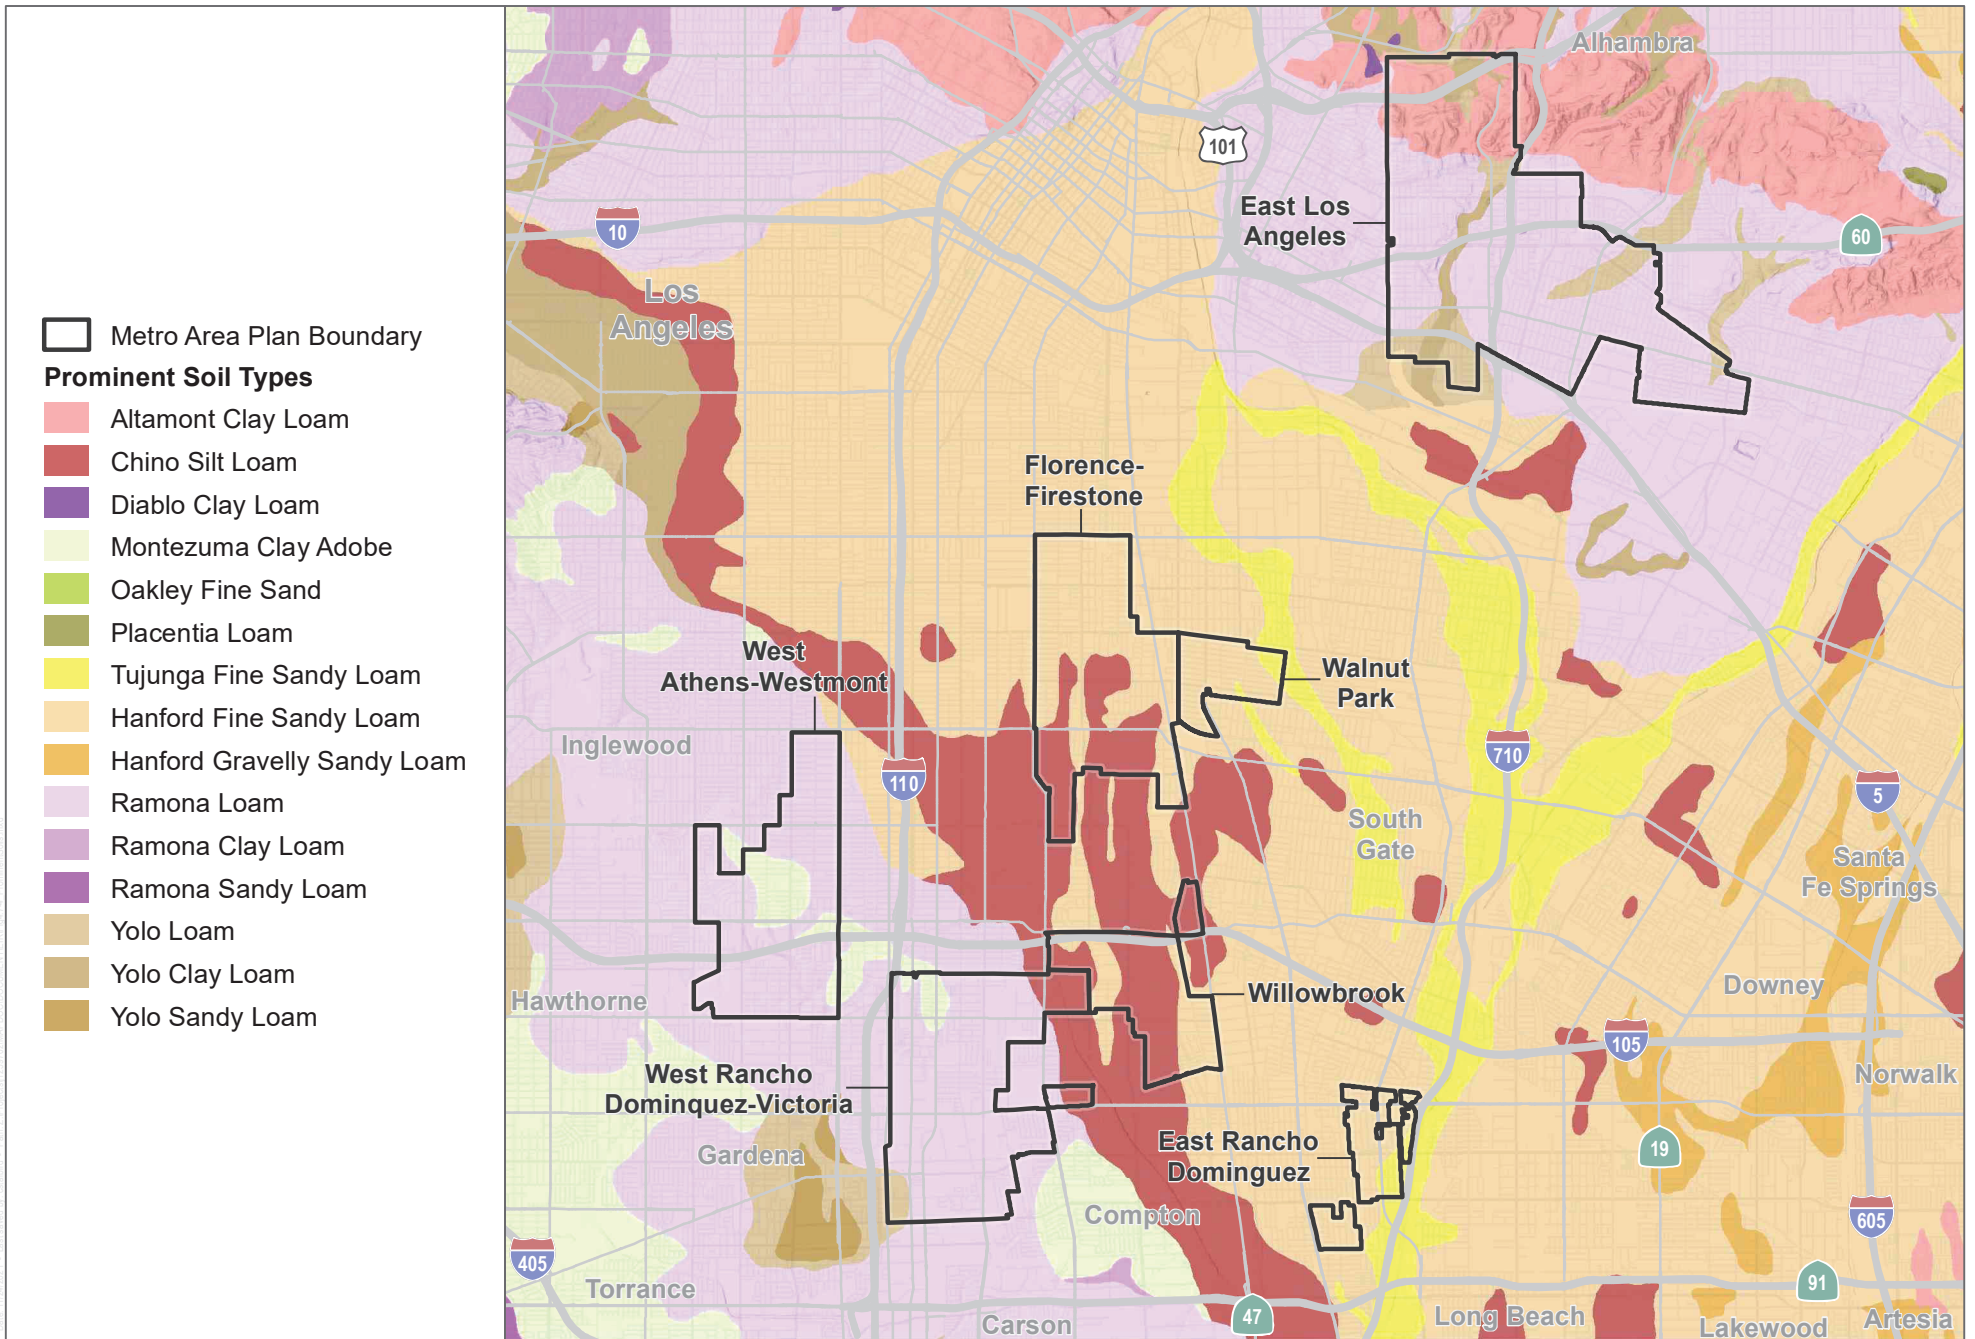 Metro Area Plan Boundary
Prominent Soil Types
Altamont Clay Loam
Chino Silt Loam
Diablo Clay Loam
Montezuma Clay Adobe
Oakley Fine Sand
Placentia Loam
Tujunga Fine Sandy Loam
Hanford Fine Sandy Loam
Hanford Gravelly Sandy Loam
Ramona Loam
Ramona Clay Loam
Ramona Sandy Loam
Yolo Loam
Yolo Clay Loam
Yolo Sandy Loam
Alhambra
101
East Los
Angeles
10
60
Los
Angeles
Florence-
Firestone
West
Athens-Westmont
Walnut
Park
Inglewood
710
110
5
South
Gate
Santa
Fe Springs
Hawthorne
Willowbrook
Downey
105
Norwalk
West Rancho
Dominquez-Victoria
Gardena
East Rancho
Dominguez
19
Compton
605
405
Torrance
91
47
Long Beach
Carson
Lakewood
Artesia